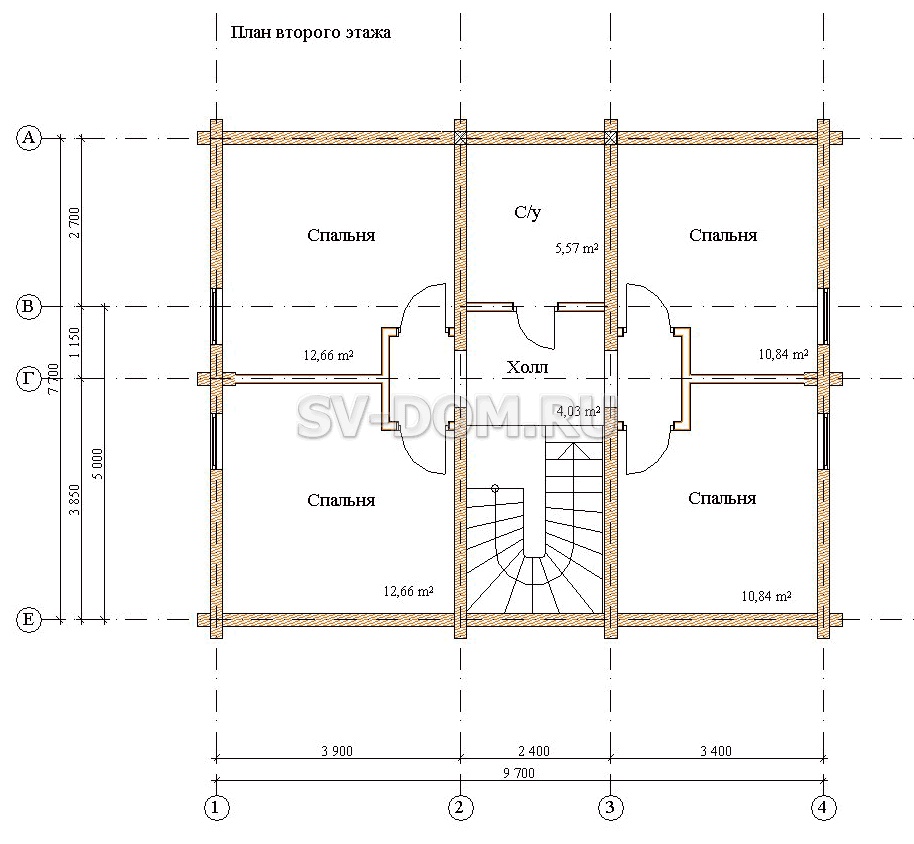 План второго этажа
А
2 700
С/у
Спальня
Спальня
5,57 m²
В
1 150
12,66 m²
Холл
10,84 m²
Г
7 700
4,03 m²
SV-DOM.RU
5 000
3 850
Спальня
Спальня
12,66 m²
10,84 m²
Е
3 900
2 400
3 400
9 700
1
2
3
4